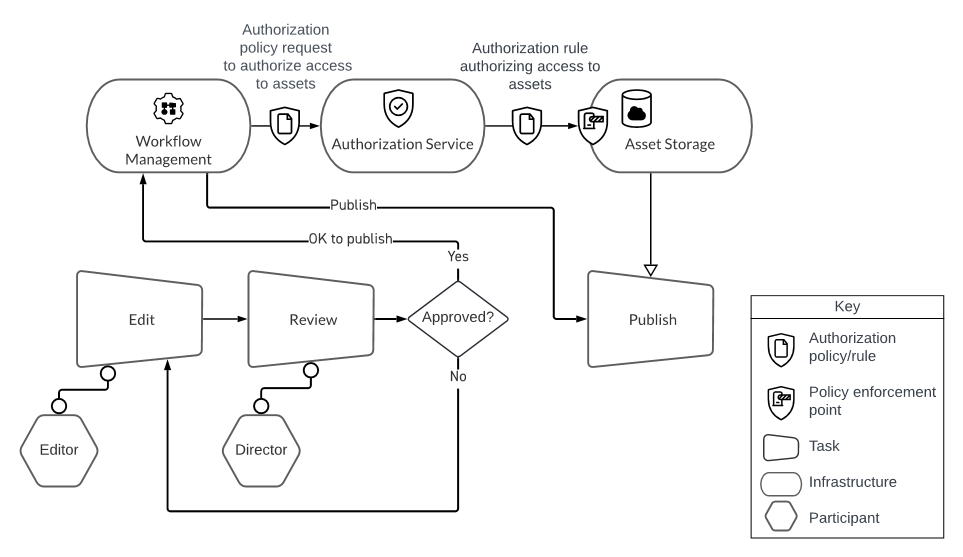 Authorization
policy request
to authorize access
to assets
Authorization rule
authorizing access to
assets
Workflow
Management
Authorization Service
Asset Storage
Publish
OK to publish
Yes
Edit
Review
Approved?
Publish
No
Editor
Director
Key
Authorization
policy/rule
Policy enforcement
point
Task
Infrastructure
Participant